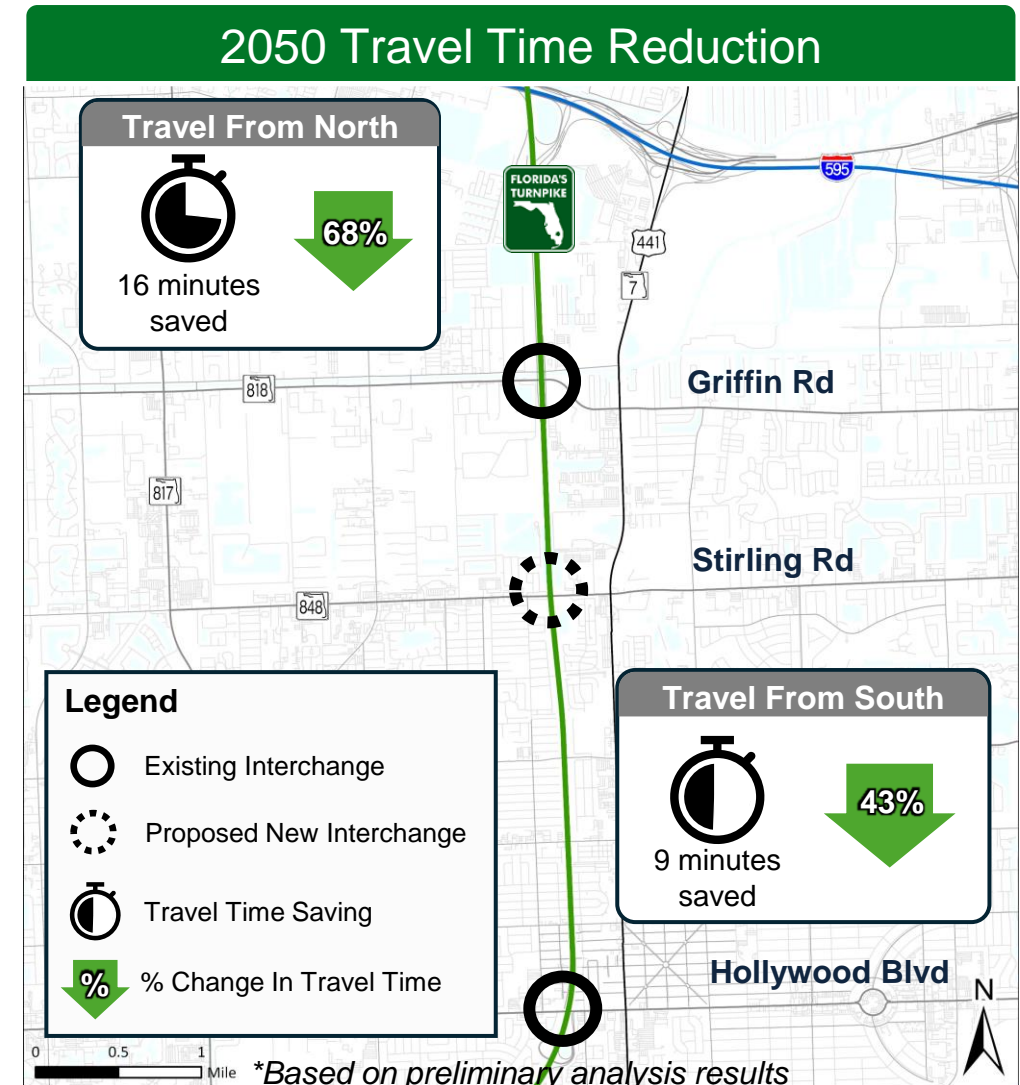 2050 Travel Time Reduction
Travel From North
68%
16 minutes
saved
FLORIDA'S
TURNPIKE
595
441
7
818
Griffin Rd
817
Stirling Rd
848
Legend
Existing Interchange
Proposed New Interchange
Travel Time Saving
%
% Change In Travel Time
Travel From South
43%
9 minutes
saved
Hollywood Blvd
N
0 0.5 1
Mile
*Based on preliminary analysis results